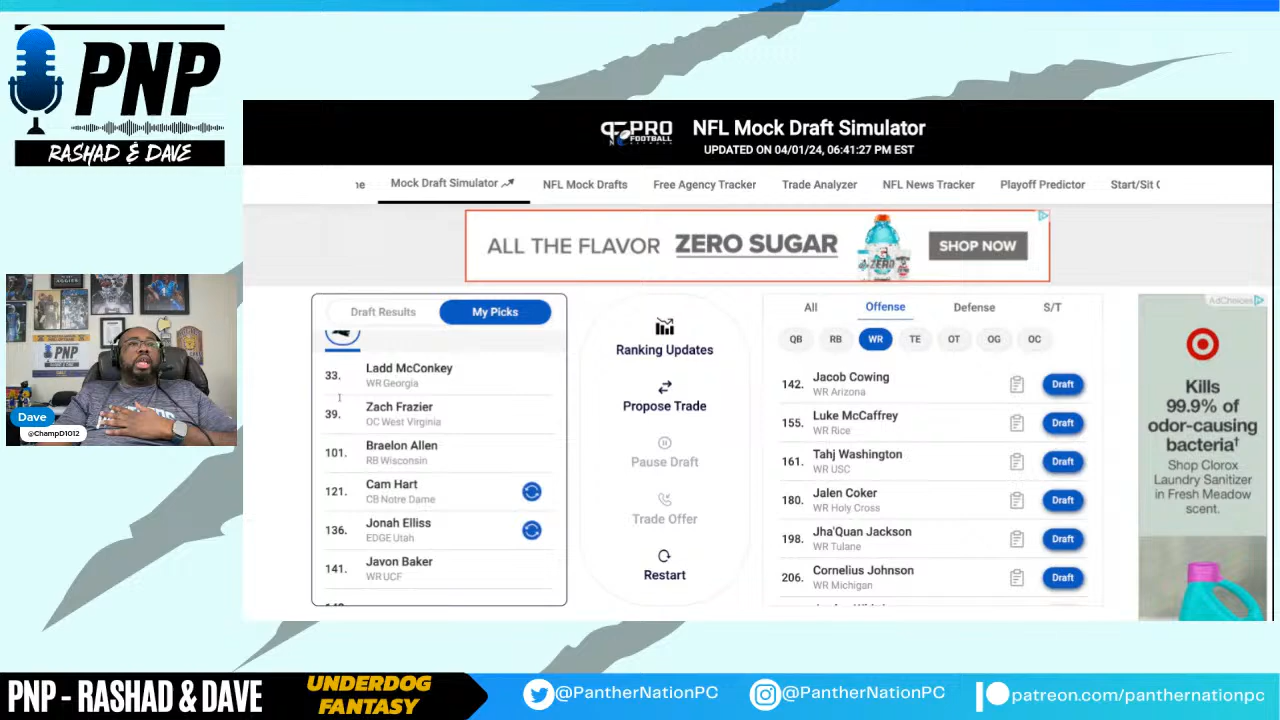 PNP
RASHAD & DAVE
PRO
FOOTBALL
NETWORK
NFL Mock Draft Simulator
UPDATED ON 04/01/24, 06:41:27 PM EST
Mock Draft Simulator
NFL Mock Drafts
Free Agency Tracker
Trade Analyzer
NFL News Tracker
Playoff Predictor
Start/Sit
ALL THE FLAVOR ZERO SUGAR
ZERO
SHOP NOW
Draft Results
My Picks
33. Ladd McConkey
WR Georgia
39. Zach Frazier
OC West Virginia
101. Braelon Allen
RB Wisconsin
121. Cam Hart
CB Notre Dame
136. Jonah Elliss
EDGE Utah
141. Javon Baker
WR UCF
Ranking Updates
Propose Trade
Pause Draft
Trade Offer
Restart
All
Offense
Defense
S/T
QB
RB
WR
TE
OT
OG
OC
142. Jacob Cowing Draft
WR Arizona
155. Luke McCaffrey Draft
WR Rice
161. Tahj Washington Draft
WR USC
180. Jalen Coker Draft
WR Holy Cross
198. Jha'Quan Jackson Draft
WR Tulane
206. Cornelius Johnson Draft
WR Michigan
AdChoices
Kills
99.9% of
odor-causing
bacteria†
Shop Clorox
Laundry Sanitizer
in Fresh Meadow
scent.
PNP
Dave
@ChampD1012
PNP - RASHAD & DAVE
UNDERDOG
FANTASY
@PantherNationPC
@PantherNationPC
patreon.com/panthernationpc